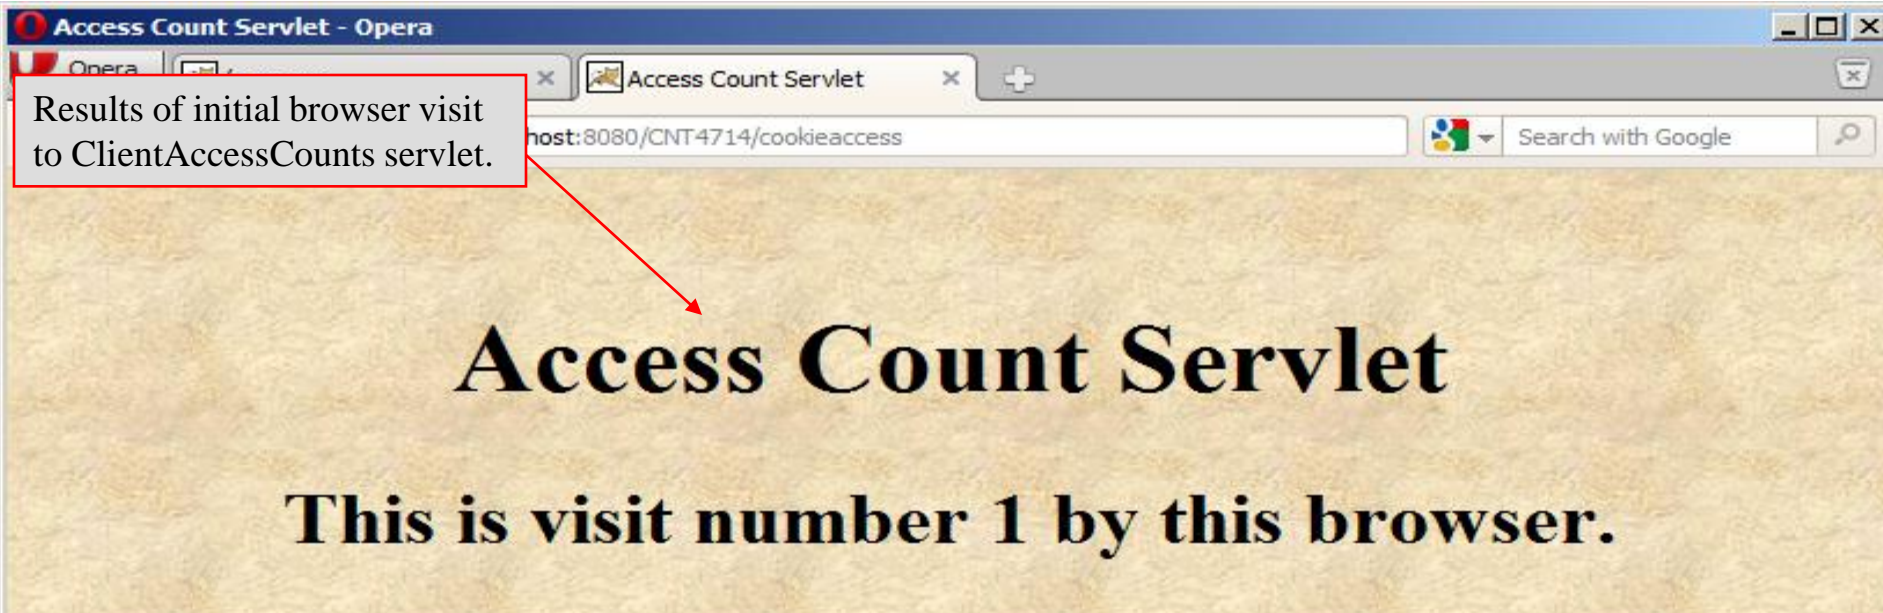 Access Count Servlet - Opera
Opera
Access Count Servlet
Results of initial browser visit
to ClientAccessCounts servlet.
host:8080/CNT4714/cookieaccess
Search with Google
Access Count Servlet
This is visit number 1 by this browser.